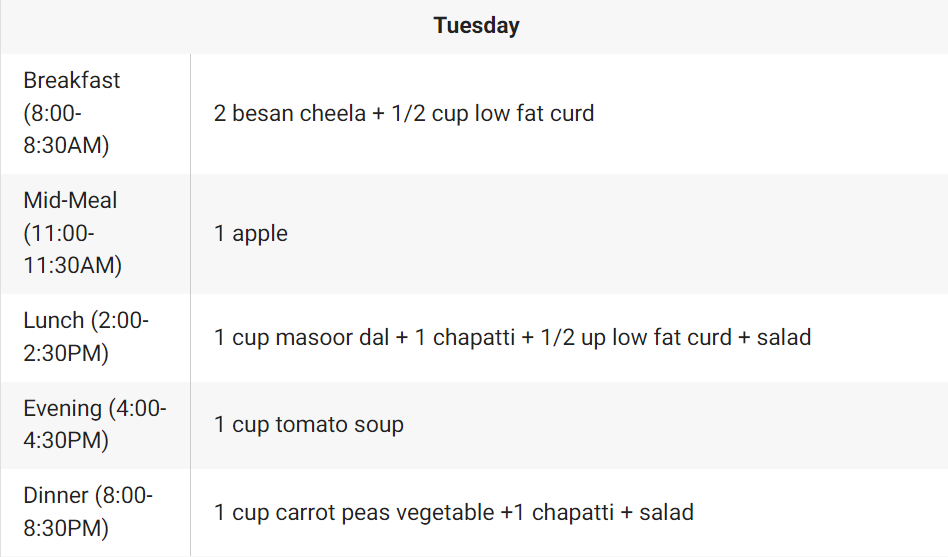 Tuesday
Breakfast
(8:00-
8:30AM)
2 besan cheela + 1/2 cup low fat curd
Mid-Meal
(11:00-
11:30AM)
1 apple
Lunch (2:00-
2:30PM)
1 cup masoor dal + 1 chapatti + 1/2 up low fat curd + salad
Evening (4:00-
4:30PM)
1 cup tomato soup
Dinner (8:00-
8:30PM)
1 cup carrot peas vegetable +1 chapatti + salad